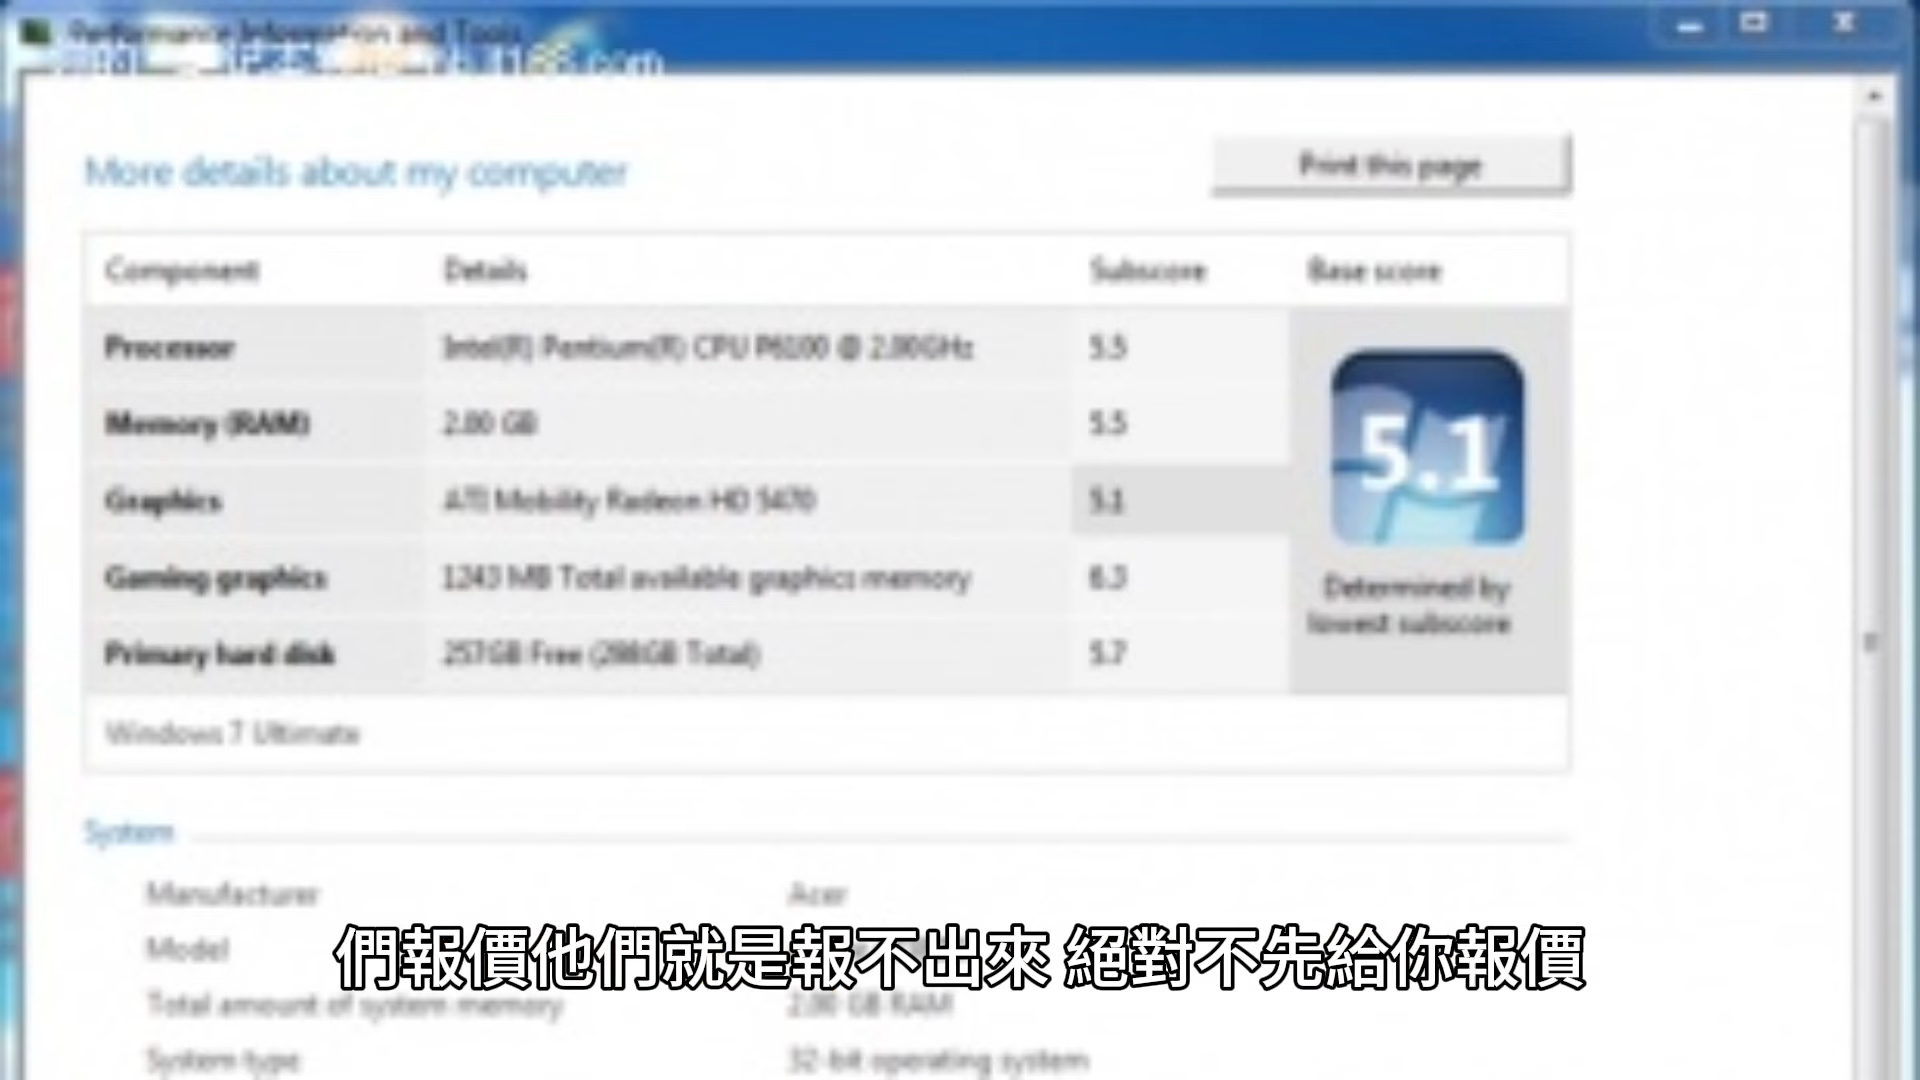 Performance Information and Tools
More details about my computer
Print this page
Component Details Subscore Base score
Processor Intel(R) Pentium(R) CPU P6100 @ 2.00GHz 5.5
Memory (RAM) 2.00 GB 5.5
Graphics ATI Mobility Radeon HD 5470 5.1
5.1
Gaming graphics 1243 MB Total available graphics memory 6.3
Determined by
lowest subscore
Primary hard disk 257GB Free (298GB Total) 5.7
Windows 7 Ultimate
System
Manufacturer Acer
Model
們報價他們就是報不出來 絕對不先給你報價
Total amount of system memory 2.00 GB RAM
System type 32-bit operating system